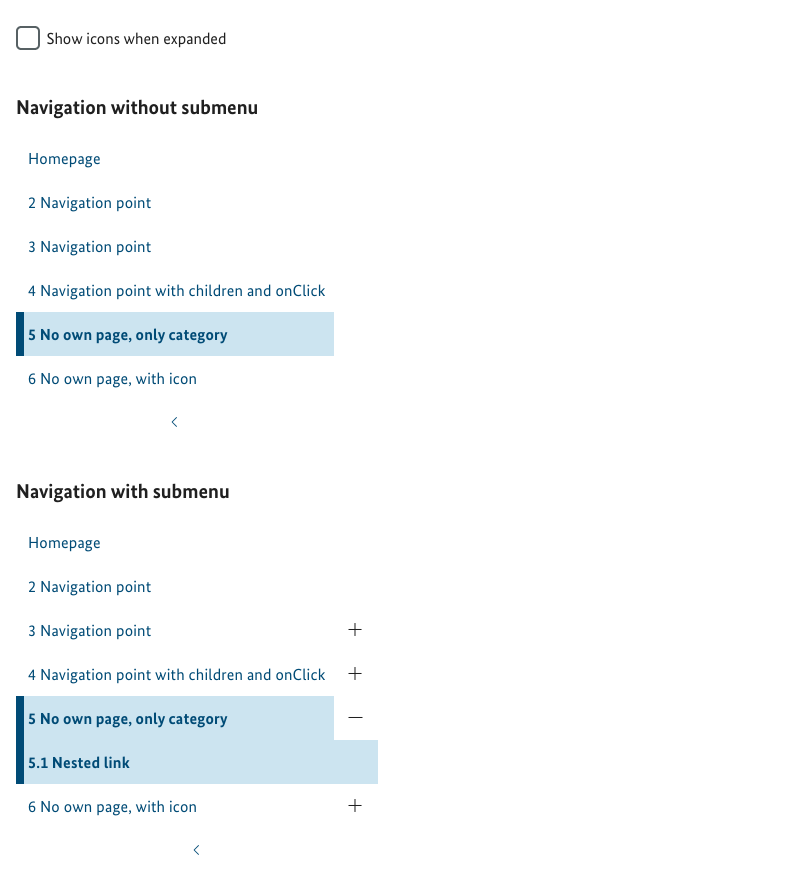 Show icons when expanded
Navigation without submenu
Homepage
2 Navigation point
3 Navigation point
4 Navigation point with children and onClick
5 No own page, only category
6 No own page, with icon
Navigation with submenu
Homepage
2 Navigation point
3 Navigation point
4 Navigation point with children and onClick
5 No own page, only category
5.1 Nested link
6 No own page, with icon